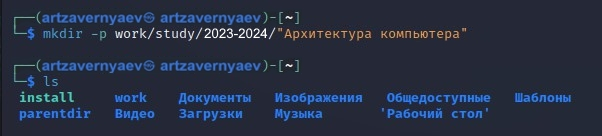 ┌──(artzavernyaev㉿ artzavernyaev)-[~]
└─$ mkdir -p work/study/2023-2024/"Архитектура компьютера"
┌──(artzavernyaev㉿ artzavernyaev)-[~]
└─$ ls
install work Документы Изображения Общедоступные Шаблоны
parentdir Видео Загрузки Музыка 'Рабочий стол'